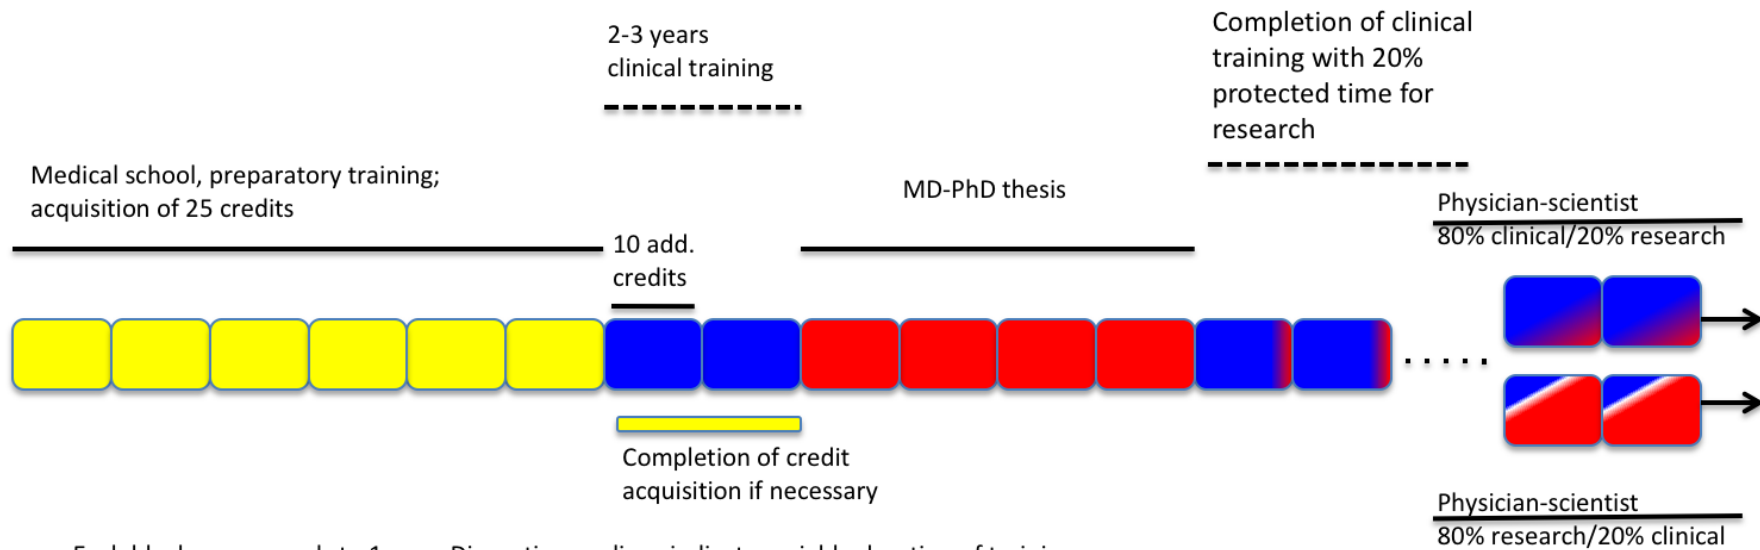 2-3 years
clinical training
Completion of clinical
training with 20%
protected time for
research
Medical school, preparatory training;
acquisition of 25 credits
MD-PhD thesis
10 add.
credits
Physician-scientist
80% clinical/20% research
.....
Completion of credit
acquisition if necessary
Physician-scientist
80% research/20% clinical